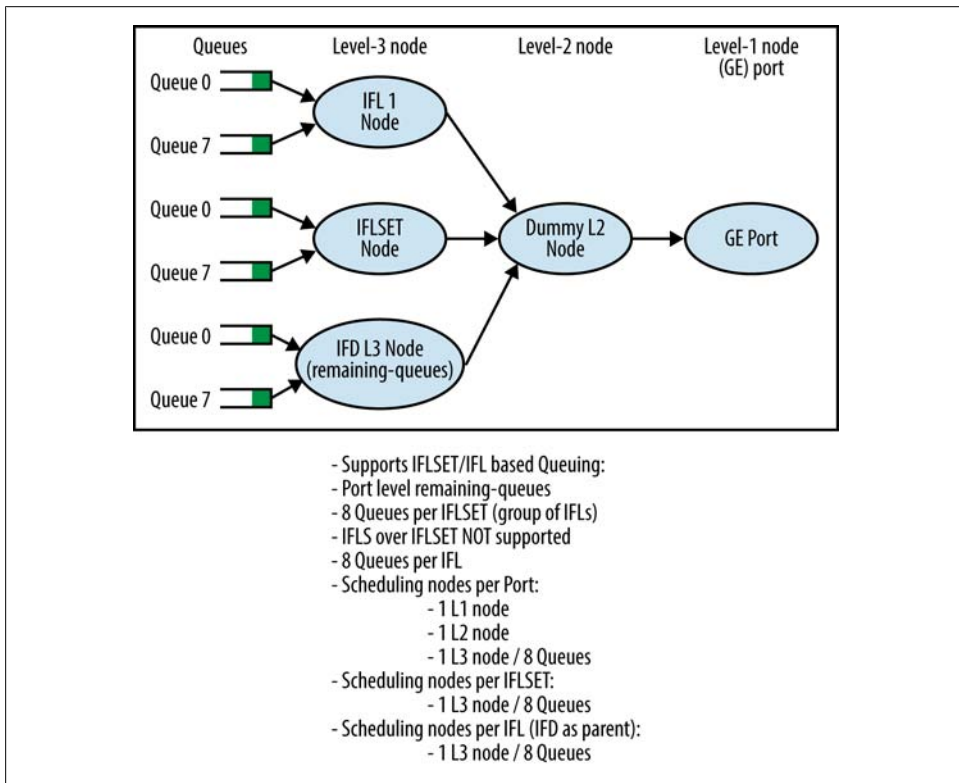 Queues Level-3 node Level-2 node Level-1 node
(GE) port
Queue 0
IFL 1
Node
Queue 7
Queue 0
IFLSET
Node
Dummy L2
Node
GE Port
Queue 7
Queue 0
IFD L3 Node
(remaining-queues)
Queue 7
- Supports IFLSET/IFL based Queuing:
- Port level remaining-queues
- 8 Queues per IFLSET (group of IFLs)
- IFLS over IFLSET NOT supported
- 8 Queues per IFL
- Scheduling nodes per Port:
- 1 L1 node
- 1 L2 node
- 1 L3 node / 8 Queues
- Scheduling nodes per IFLSET:
- 1 L3 node / 8 Queues
- Scheduling nodes per IFL (IFD as parent):
- 1 L3 node / 8 Queues